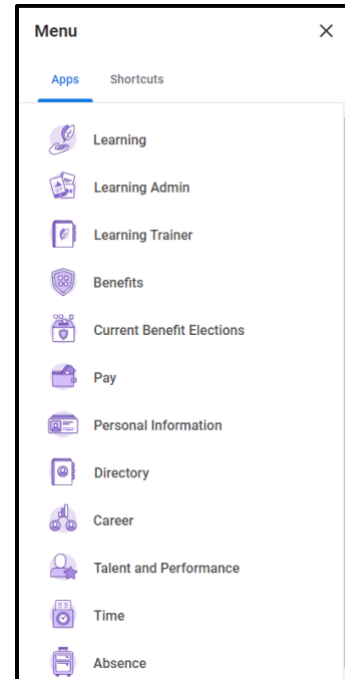 Menu
Apps Shortcuts
Learning
Learning Admin
Learning Trainer
Benefits
Current Benefit Elections
Pay
Personal Information
Directory
Career
Talent and Performance
Time
Absence